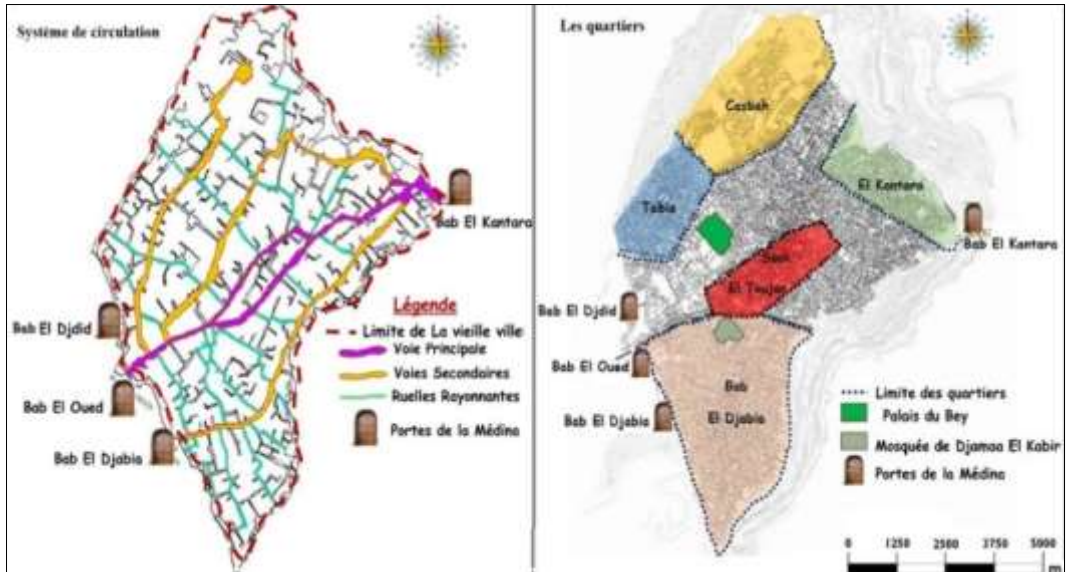 Système de circulation
Bab El Kantara
Bab El Djdid
Bab El Oued
Bab El Djabia
Légende
Limite de La vieille ville
Voie Principale
Voies Secondaires
Ruelles Rayonnantes
Portes de la Médina
Les quartiers
Casbah
El Kantara
Tabia
Bab El Kantara
Souk
El Toujar
Bab El Djdid
Bab El Oued
Bab
El Djabia
Bab El Djabia
Limite des quartiers
Palais du Bey
Mosquée de Djamaa El Kabir
Portes de la Médina
0 1250 2500 3750 5000
m